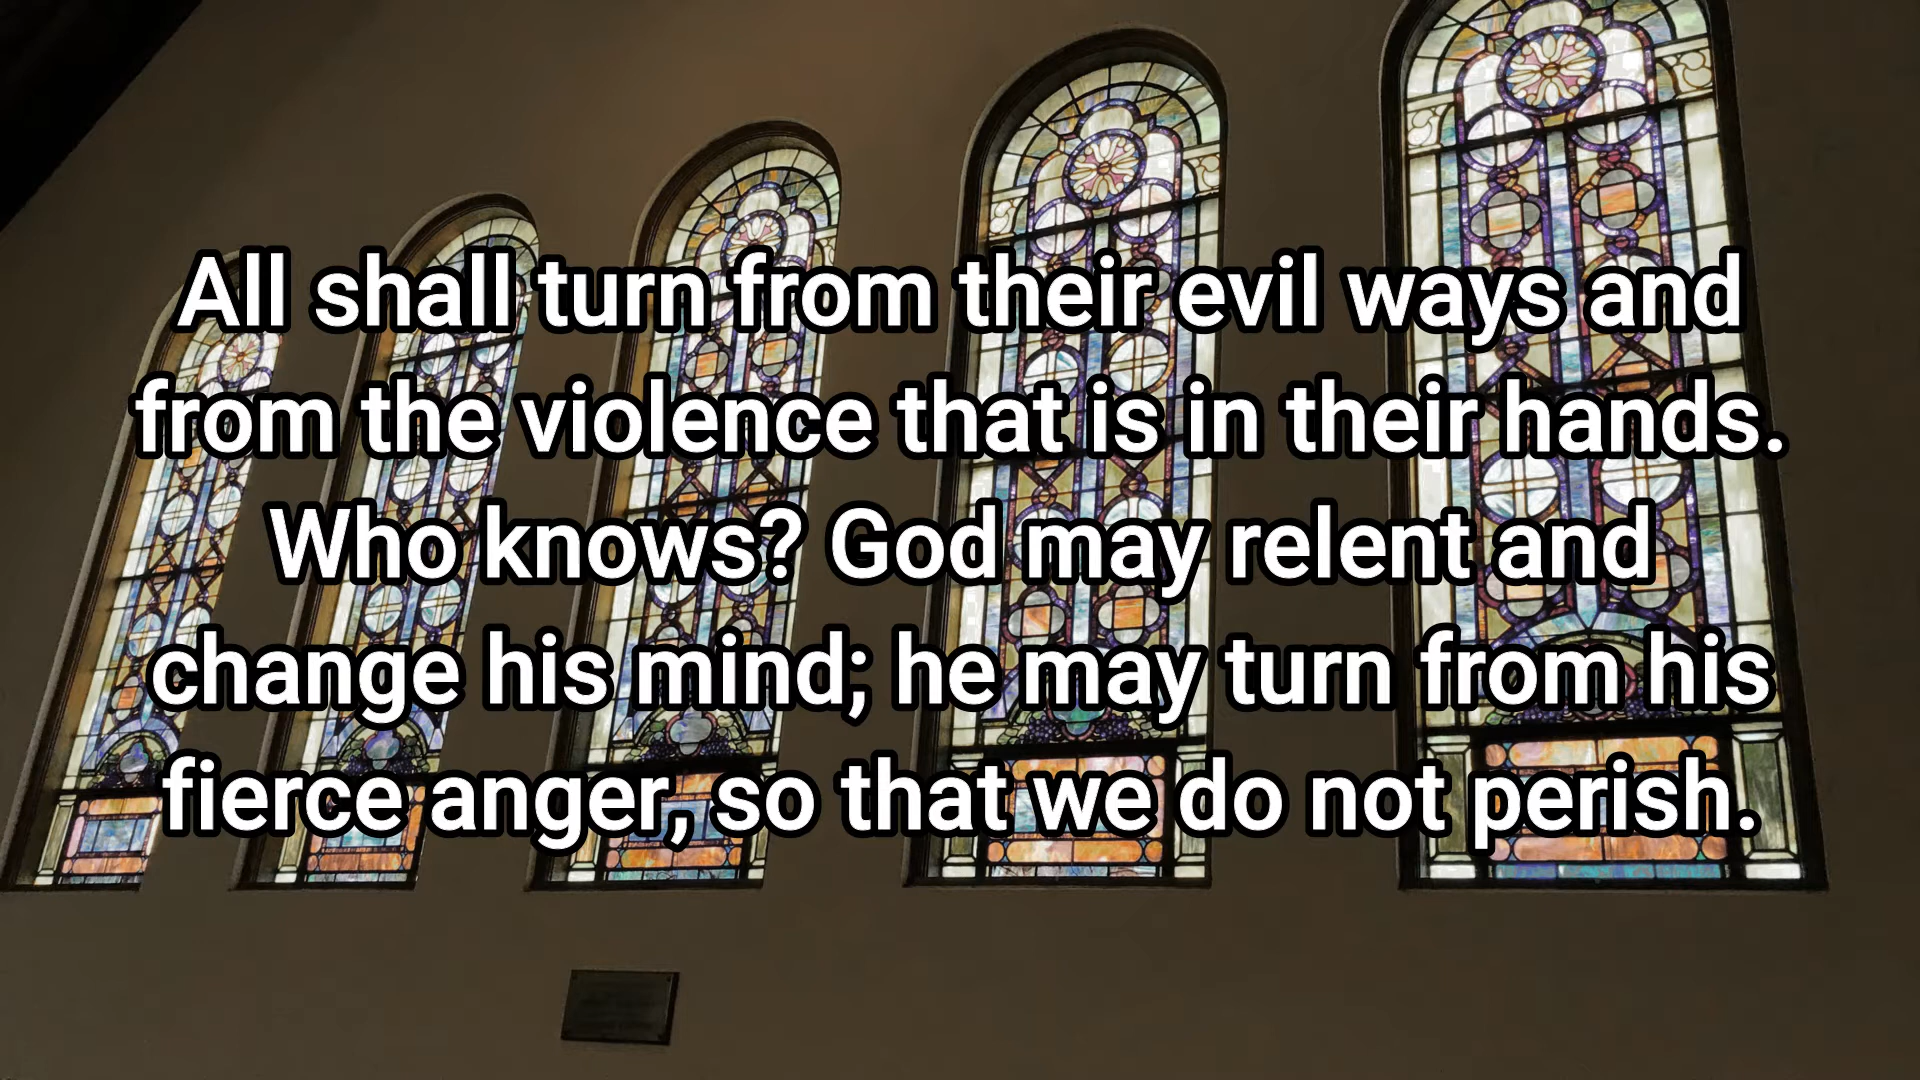 All shall turn from their evil ways and
from the violence that is in their hands.
Who knows? God may relent and
change his mind; he may turn from his
fierce anger, so that we do not perish.